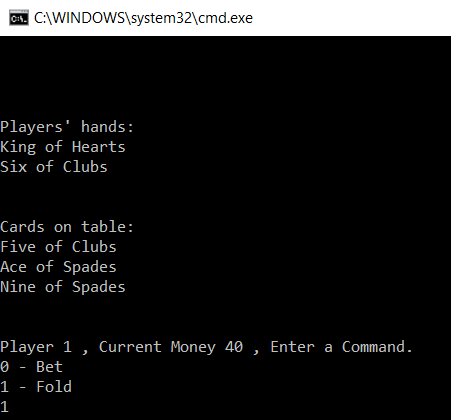 C:\WINDOWS\system32\cmd.exe
Players' hands:
King of Hearts
Six of Clubs
Cards on table:
Five of Clubs
Ace of Spades
Nine of Spades
Player 1 , Current Money 40 , Enter a Command.
0 - Bet
1 - Fold
1